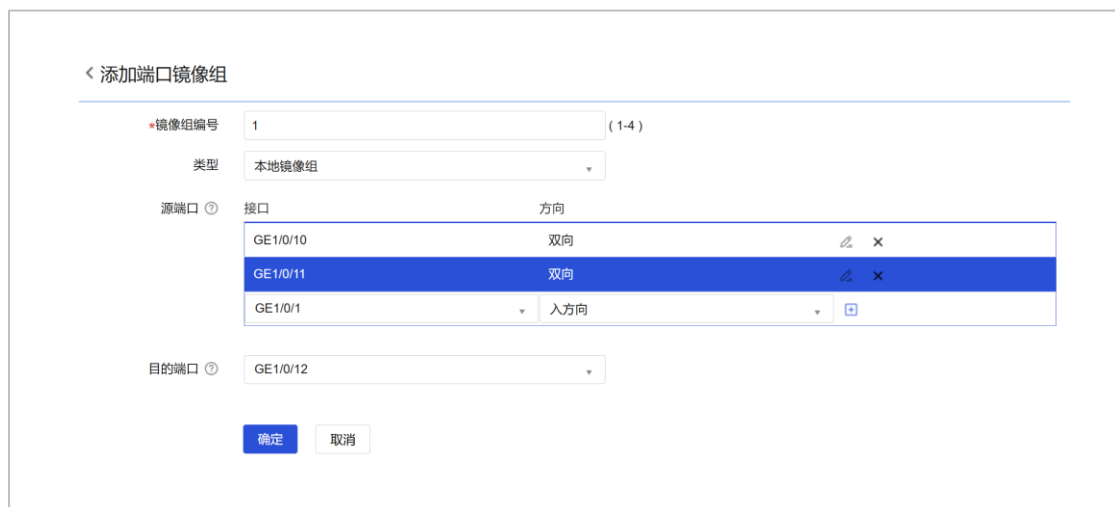 添加端口镜像组
*镜像组编号 1 ( 1-4 )
类型 本地镜像组
源端口 接口 方向
GE1/0/10 双向
GE1/0/11 双向
GE1/0/1 入方向
目的端口 GE1/0/12
确定 取消